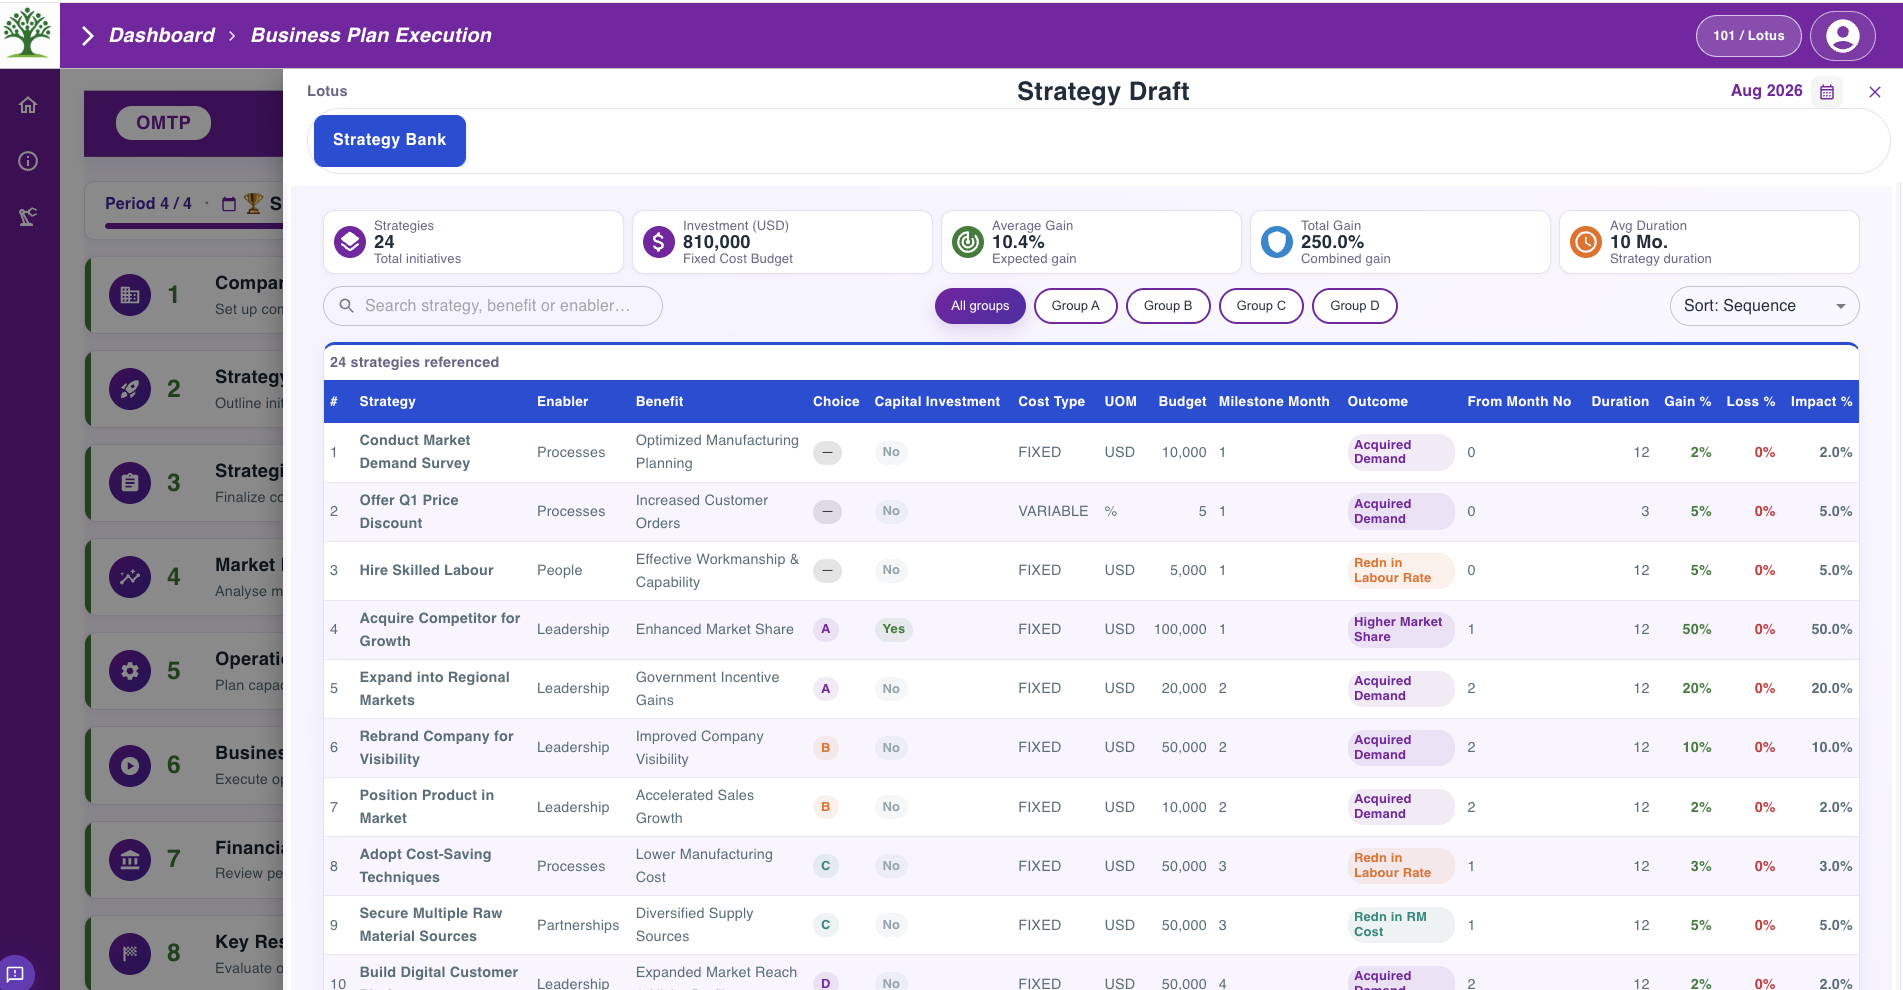 Dashboard › Business Plan Execution
101 / Lotus
OMTP
Period 4 / 4 ·
1
Set up con
2
Strategy
Outline init
3
Strategi
Finalize co
4
Market
Analyse m
5
Operati
Plan capac
6
Busines
Execute op
7
Financia
Review pe
8
Key Res
Evaluate o
Lotus
Strategy Draft
Aug 2026
Strategy Bank
Strategies
24
Total initiatives
Investment (USD)
810,000
Fixed Cost Budget
Average Gain
10.4%
Expected gain
Total Gain
250.0%
Combined gain
Avg Duration
10 Mo.
Strategy duration
Search strategy, benefit or enabler...
All groups
Group A
Group B
Group C
Group D
Sort: Sequence
24 strategies referenced
# Strategy Enabler Benefit Choice Capital Investment Cost Type UOM Budget Milestone Month Outcome From Month No Duration Gain % Loss % Impact %
1 Conduct Market Demand Survey Processes Optimized Manufacturing Planning — No FIXED USD 10,000 1 Acquired Demand 0 12 2% 0% 2.0%
2 Offer Q1 Price Discount Processes Increased Customer Orders — No VARIABLE % 5 1 Acquired Demand 0 3 5% 0% 5.0%
3 Hire Skilled Labour People Effective Workmanship & Capability — No FIXED USD 5,000 1 Redn in Labour Rate 0 12 5% 0% 5.0%
4 Acquire Competitor for Growth Leadership Enhanced Market Share A Yes FIXED USD 100,000 1 Higher Market Share 1 12 50% 0% 50.0%
5 Expand into Regional Markets Leadership Government Incentive Gains A No FIXED USD 20,000 2 Acquired Demand 2 12 20% 0% 20.0%
6 Rebrand Company for Visibility Leadership Improved Company Visibility B No FIXED USD 50,000 2 Acquired Demand 2 12 10% 0% 10.0%
7 Position Product in Market Leadership Accelerated Sales Growth B No FIXED USD 10,000 2 Acquired Demand 2 12 2% 0% 2.0%
8 Adopt Cost-Saving Techniques Processes Lower Manufacturing Cost C No FIXED USD 50,000 3 Redn in Labour Rate 1 12 3% 0% 3.0%
9 Secure Multiple Raw Material Sources Partnerships Diversified Supply Sources C No FIXED USD 50,000 3 Redn in RM Cost 1 12 5% 0% 5.0%
10 Build Digital Customer Leadership Expanded Market Reach D No FIXED USD 50,000 4 Acquired 2 12 2% 0% 2.0%